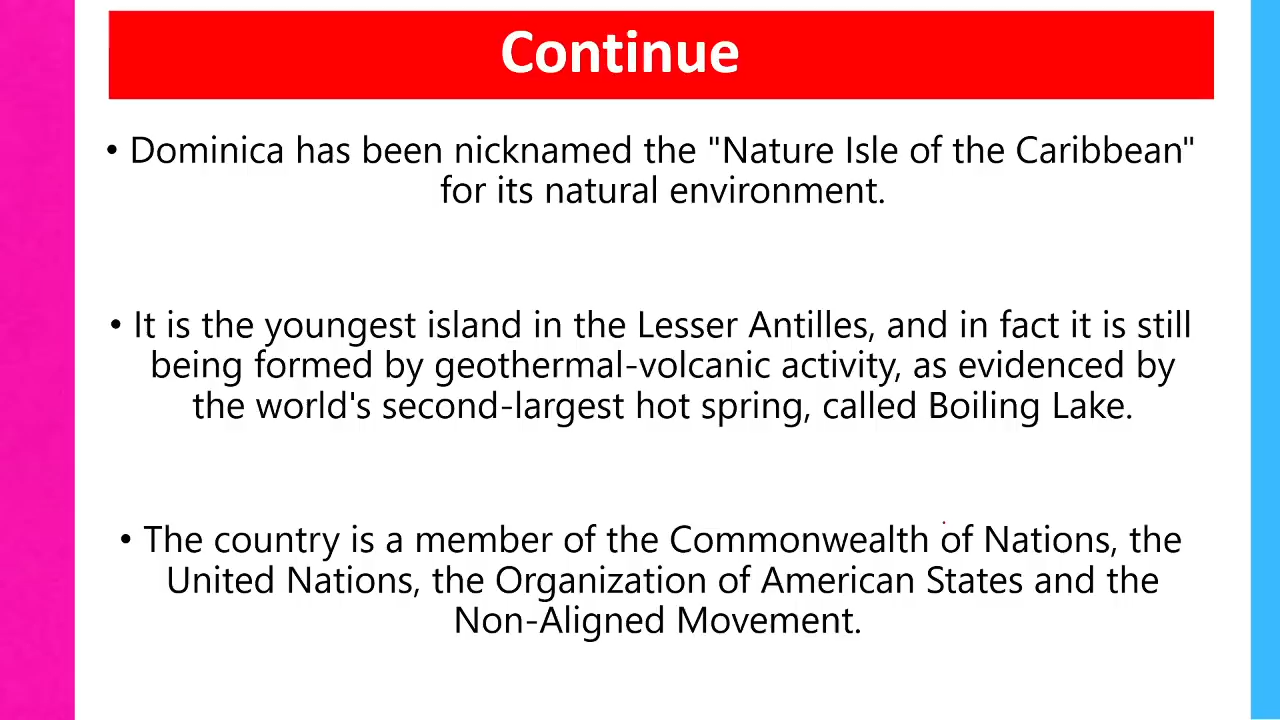 Continue
• Dominica has been nicknamed the "Nature Isle of the Caribbean"
for its natural environment.
• It is the youngest island in the Lesser Antilles, and in fact it is still
being formed by geothermal-volcanic activity, as evidenced by
the world's second-largest hot spring, called Boiling Lake.
• The country is a member of the Commonwealth of Nations, the
United Nations, the Organization of American States and the
Non-Aligned Movement.